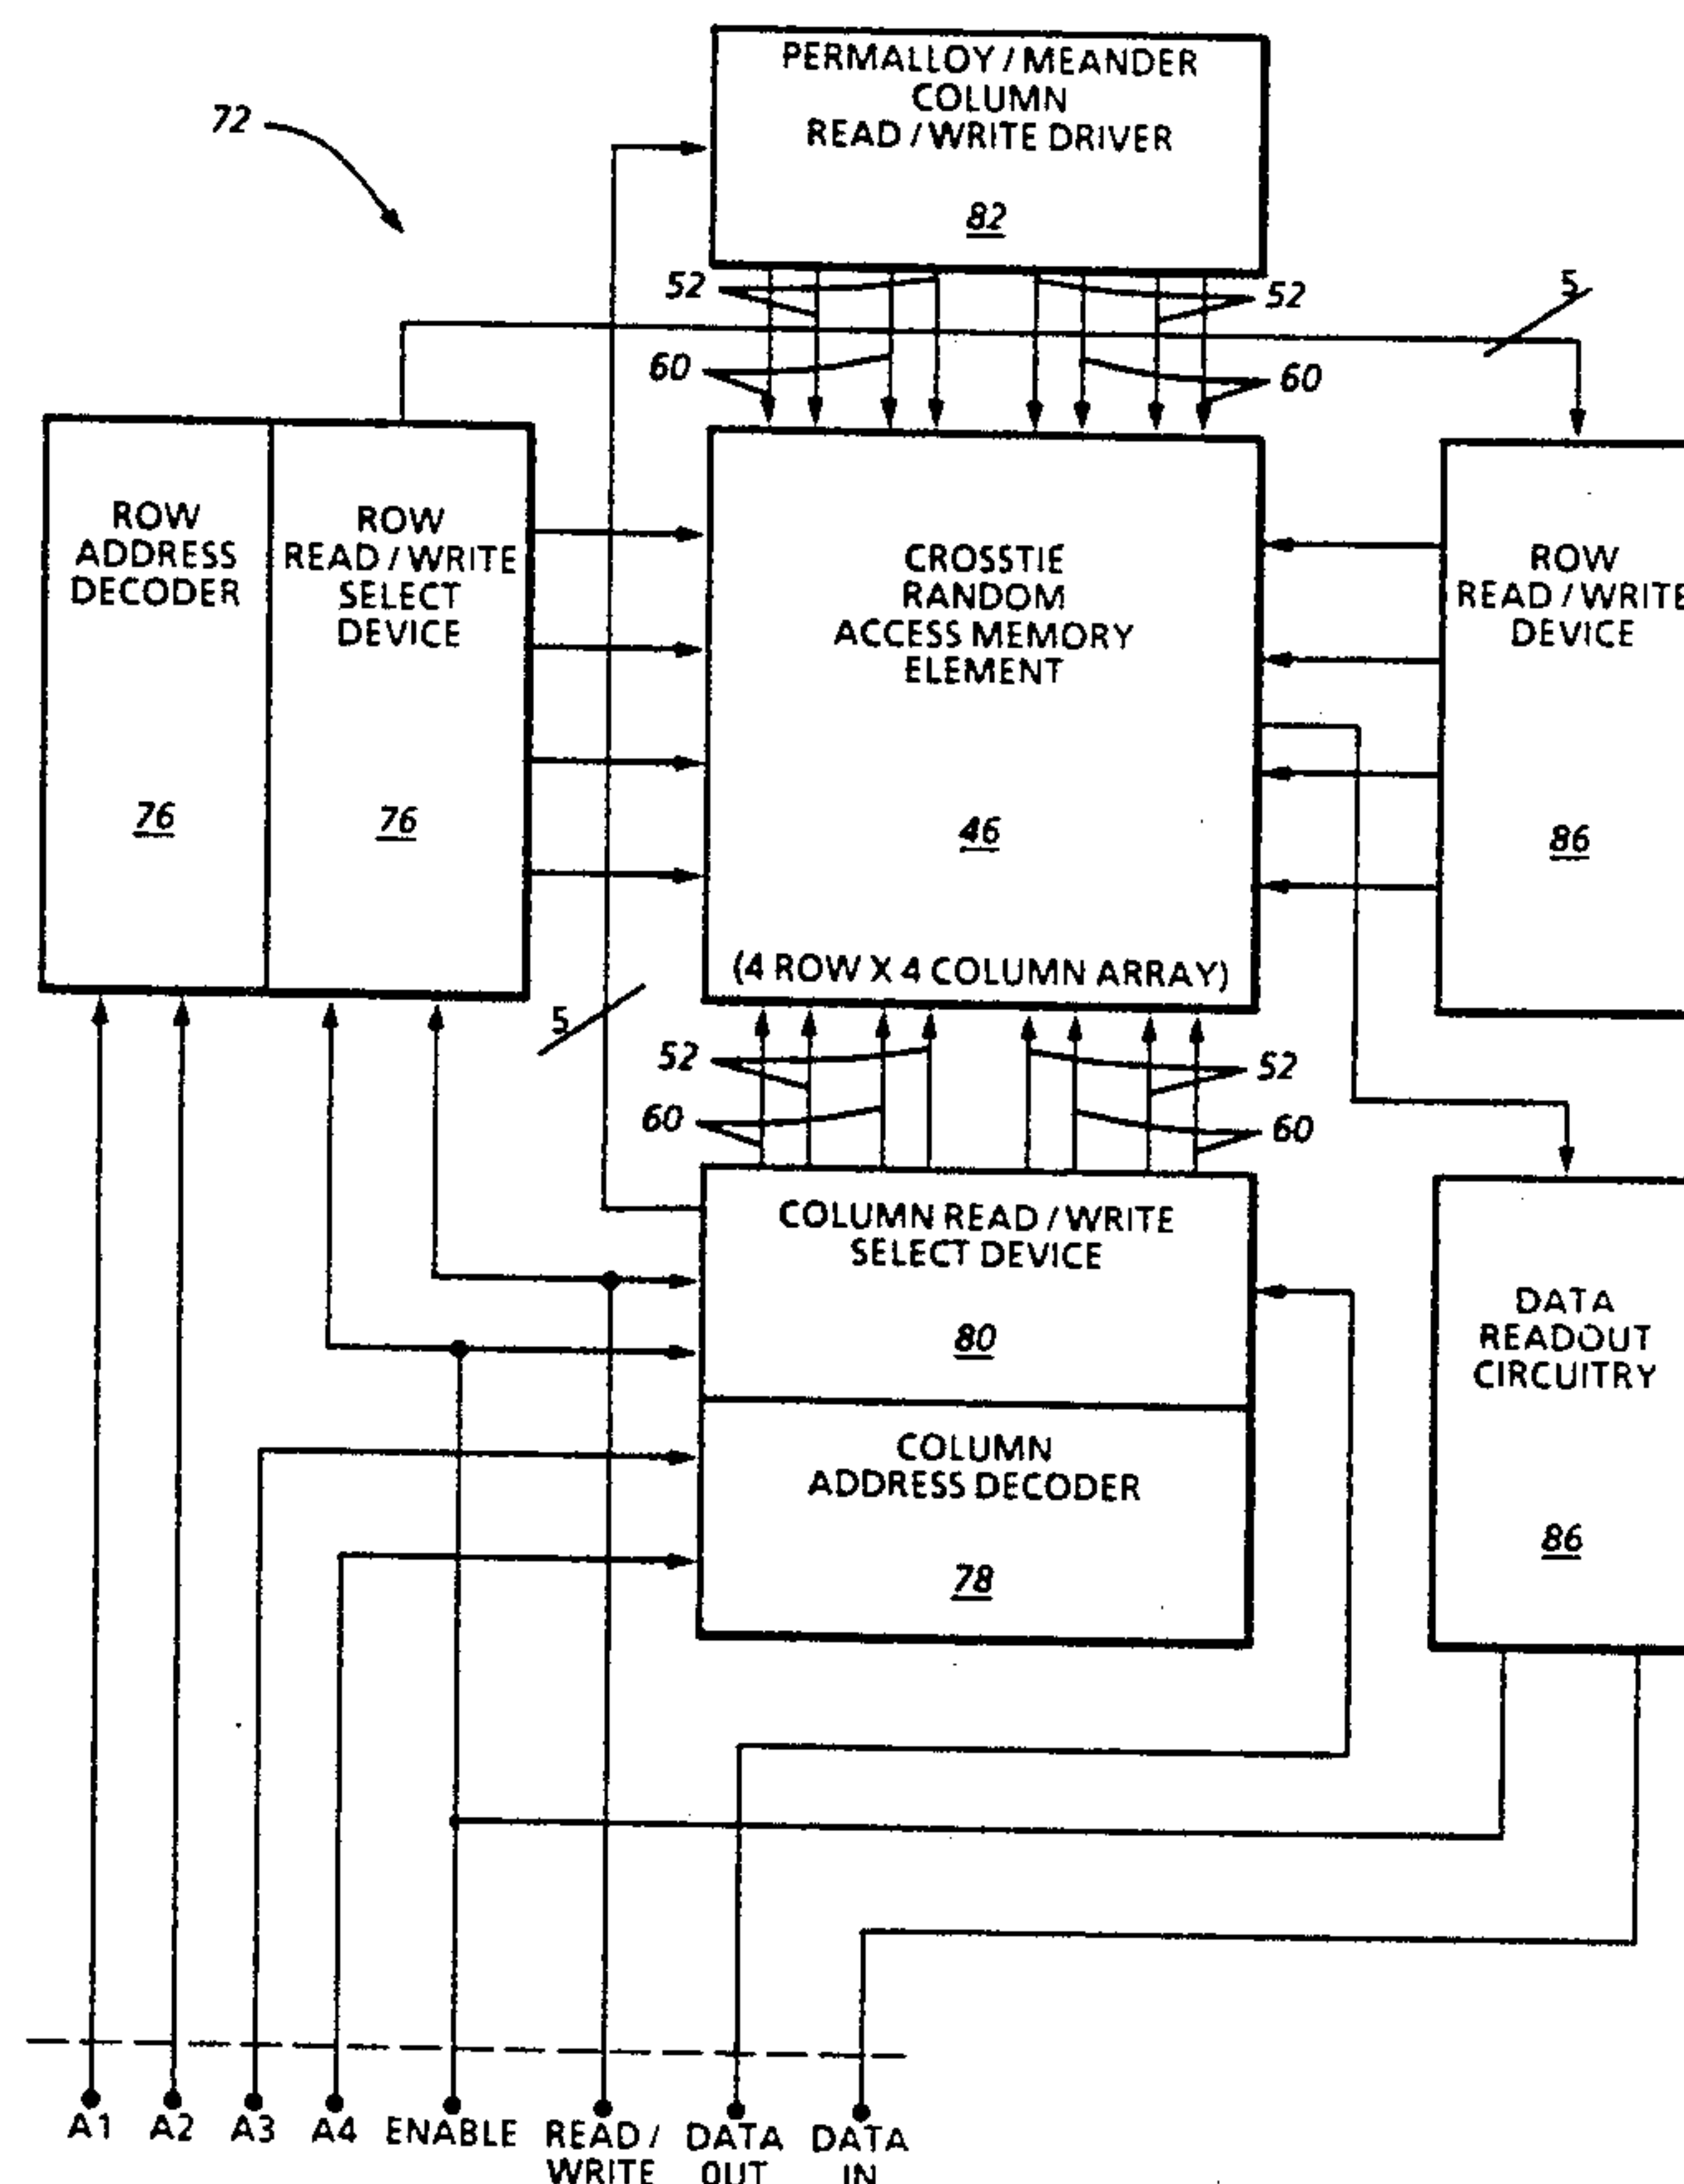 PERMALLOY / MEANDER
COLUMN
READ / WRITE DRIVER
82
72
52
52
5
60
60
ROW
ADDRESS
DECODER
76
ROW
READ / WRITE
SELECT
DEVICE
76
CROSSTIE
RANDOM
ACCESS MEMORY
ELEMENT
46
(4 ROW X 4 COLUMN ARRAY)
ROW
READ / WRITE
DEVICE
86
5
52
52
60
60
COLUMN READ / WRITE
SELECT DEVICE
80
COLUMN
ADDRESS DECODER
78
DATA
READOUT
CIRCUITRY
86
A1
A2
A3
A4
ENABLE
READ /
WRITE
DATA
OUT
DATA
IN